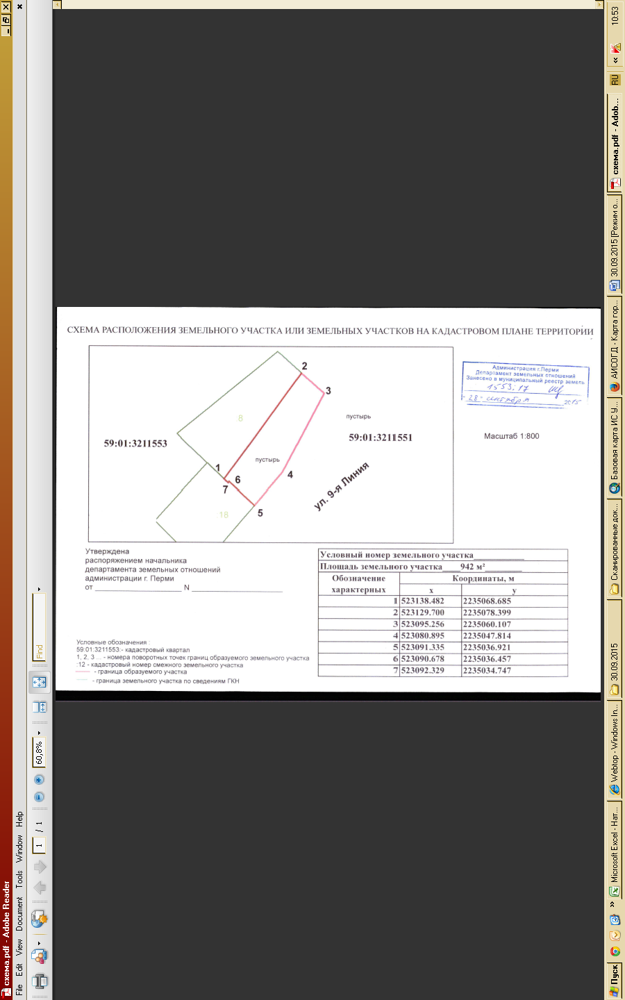 схема.pdf - Adobe Reader
File Edit View Document Tools Window Help
1 / 1 60,8% Find
СХЕМА РАСПОЛОЖЕНИЯ ЗЕМЕЛЬНОГО УЧАСТКА ИЛИ ЗЕМЕЛЬНЫХ УЧАСТКОВ НА КАДАСТРОВОМ ПЛАНЕ ТЕРРИТОРИИ
2
3
8
пустырь
59:01:3211553
59:01:3211551
пустырь
1
6
4
7
ул. 9-я Линия
18
5
Администрация г.Перми
Департамент земельных отношений
Занесено в муниципальный реестр земель
1553:17
"28" сентября 2015
Масштаб 1:800
Утверждена
распоряжением начальника
департамента земельных отношений
администрации г. Перми
от ____________________ N _____________________
Условный номер земельного участка___________
Площадь земельного участка____942 м²________
Обозначение характерных Координаты, м
x y
1 523138.482 2235068.685
2 523129.700 2235078.399
3 523095.256 2235060.107
4 523080.895 2235047.814
5 523091.335 2235036.921
6 523090.678 2235036.457
7 523092.329 2235034.747
Условные обозначения :
59:01:3211553 - кадастровый квартал
1, 2, 3 ... - номера поворотных точек границ образуемого земельного участка
:12 - кадастровый номер смежного земельного участка
- граница образуемого участка
- граница земельного участка по сведениям ГКН
Пуск
Microsoft Excel - Нат...
Webtop - Windows In...
30.09.2015
Сканированные док...
Базовая карта ИС У...
АИСОГД - Карта гор...
30.09.2015 [Режим о...
схема.pdf - Adob...
RU
10:53